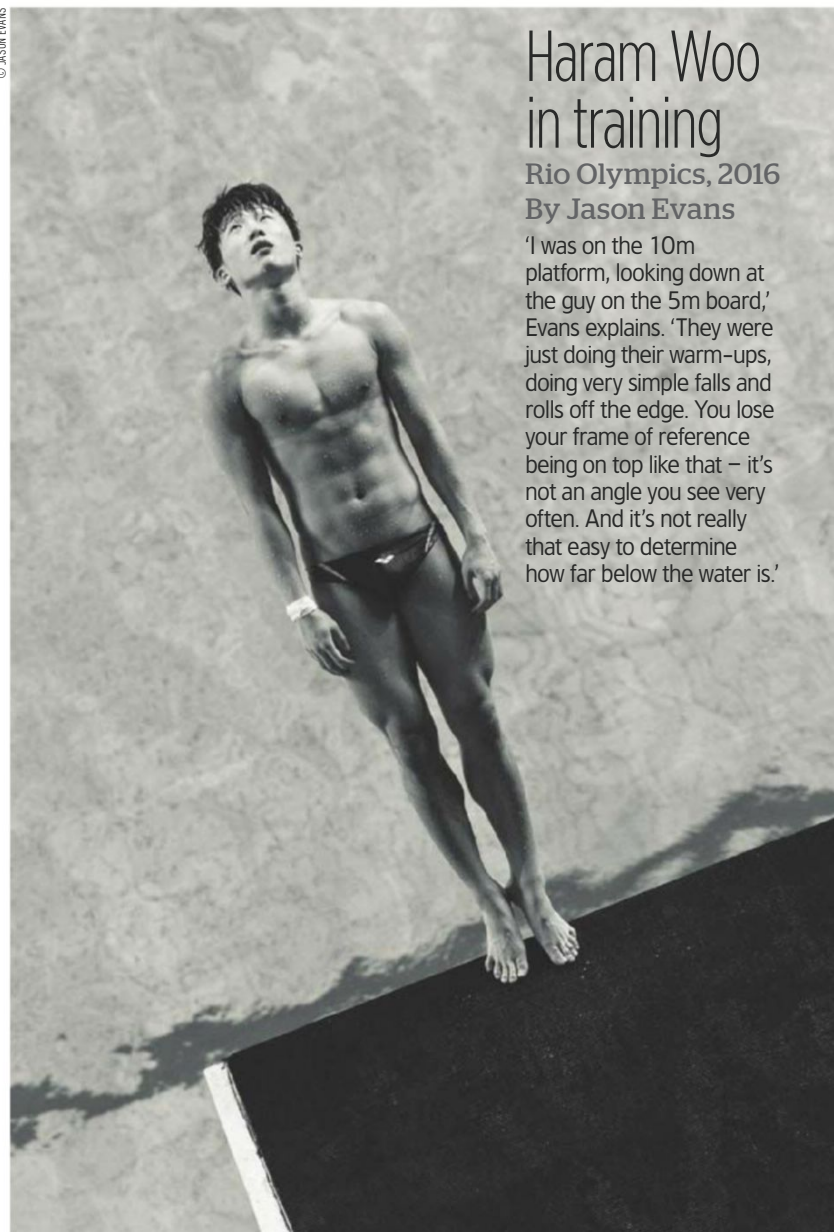 © JASON EVANS
Haram Woo
in training
Rio Olympics, 2016
By Jason Evans
‘I was on the 10m
platform, looking down at
the guy on the 5m board,’
Evans explains. ‘They were
just doing their warm-ups,
doing very simple falls and
rolls off the edge. You lose
your frame of reference
being on top like that – it’s
not an angle you see very
often. And it’s not really
that easy to determine
how far below the water is.’